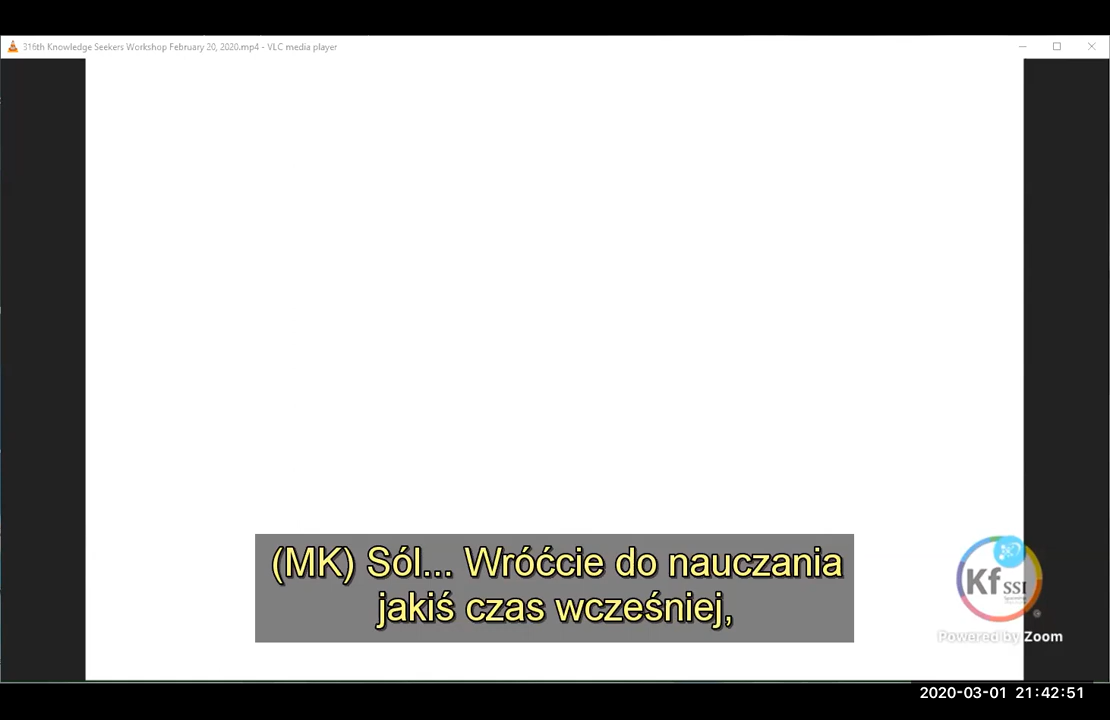 316th Knowledge Seekers Workshop February 20, 2020.mp4 - VLC media player
(MK) Sól... Wróćcie do nauczania
jakiś czas wcześniej,
Kf SSI
Powered by Zoom
2020-03-01 21:42:51